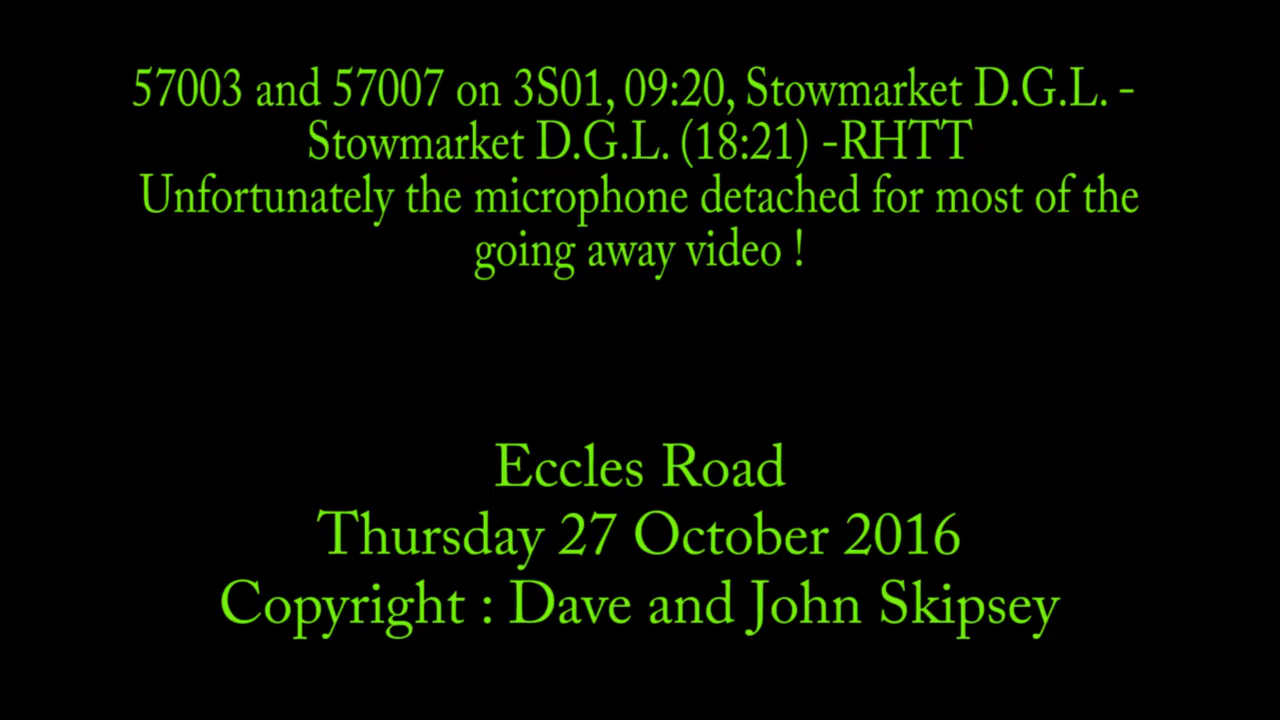 57003 and 57007 on 3S01, 09:20, Stowmarket D.G.L. -
Stowmarket D.G.L. (18:21) -RHTT
Unfortunately the microphone detached for most of the
going away video !
Eccles Road
Thursday 27 October 2016
Copyright : Dave and John Skipsey